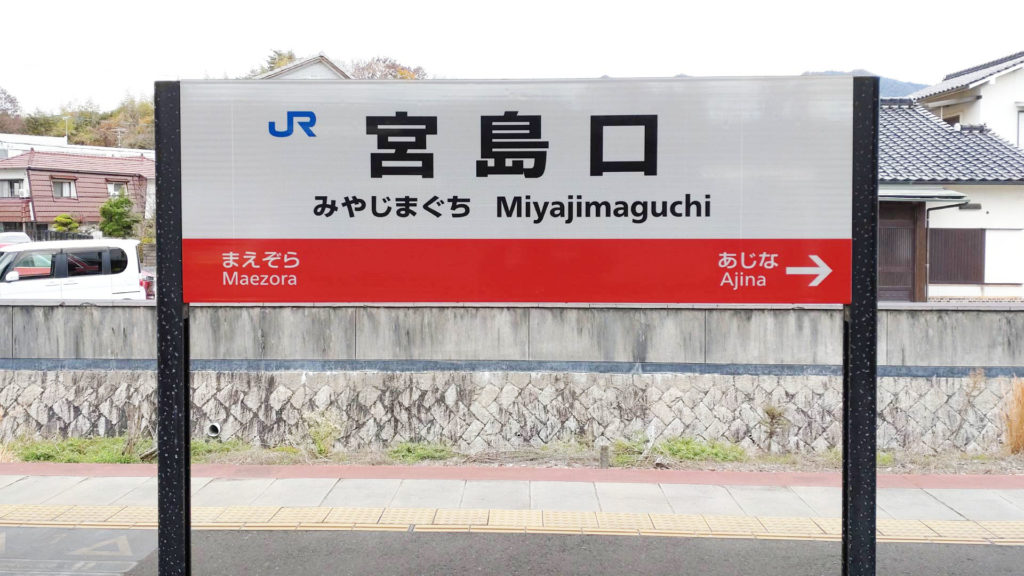 JR 宮島口
みやじまぐち Miyajimaguchi
まえぞら あじな →
Maezora Ajina